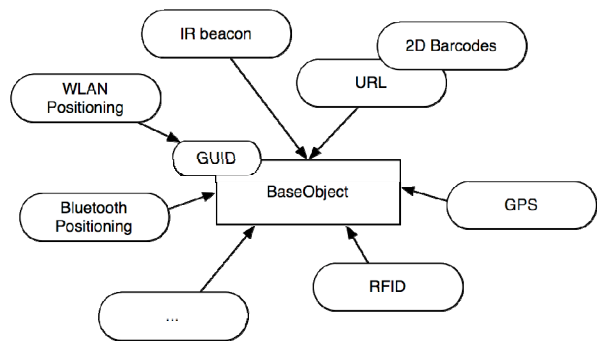 IR beacon
2D Barcodes
URL
WLAN
Positioning
GUID
BaseObject
Bluetooth
Positioning
GPS
RFID
...